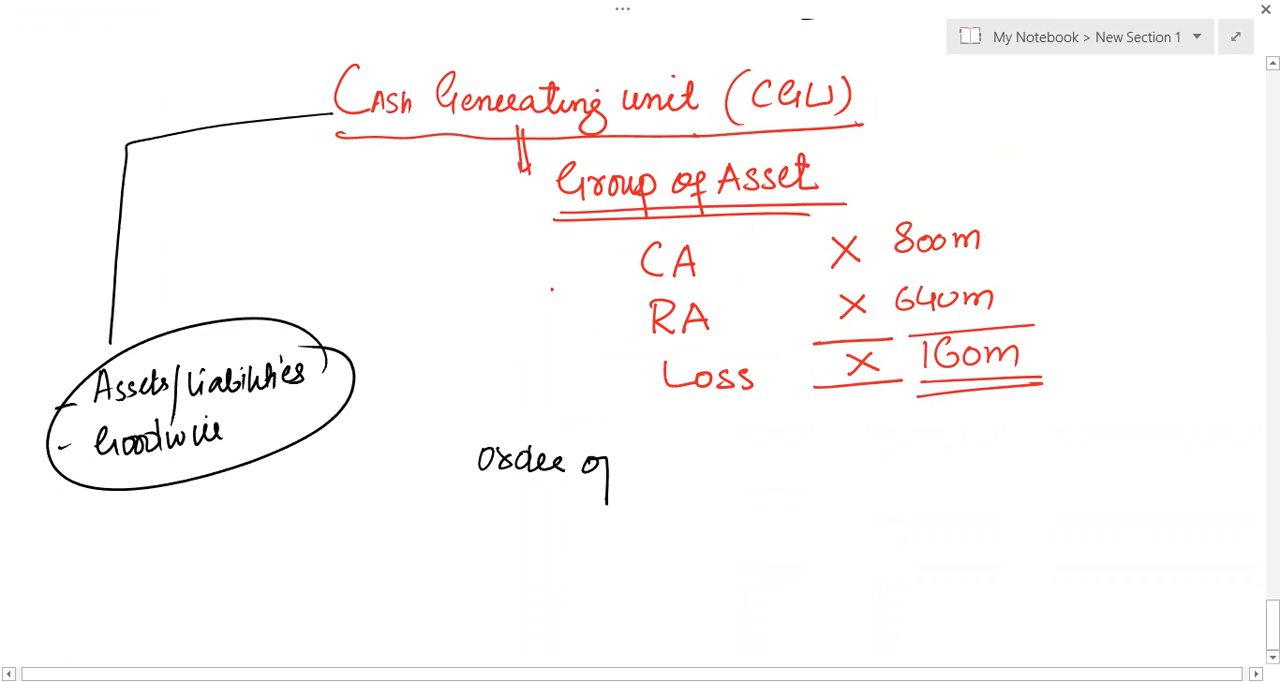 My Notebook > New Section 1
Cash Generating unit (CGU)
Group of Asset
CA X 800m
RA X 640m
Loss X 160m
- Assets/Liabilities
- Goodwill
order of